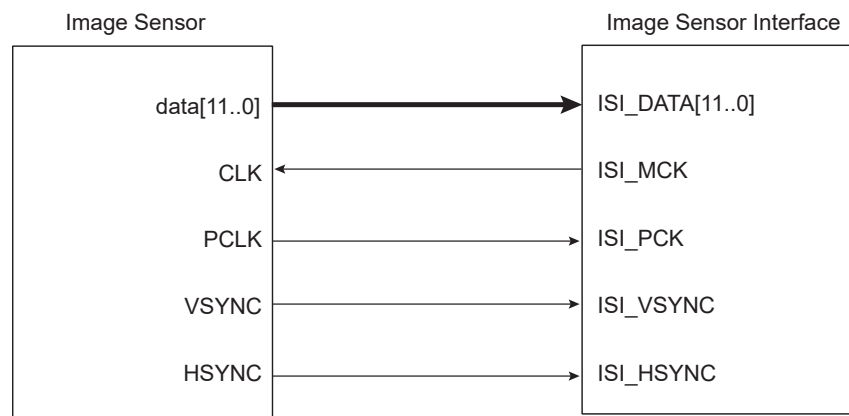 Image Sensor
Image Sensor Interface
data[11..0]
ISI_DATA[11..0]
CLK
ISI_MCK
PCLK
ISI_PCK
VSYNC
ISI_VSYNC
HSYNC
ISI_HSYNC